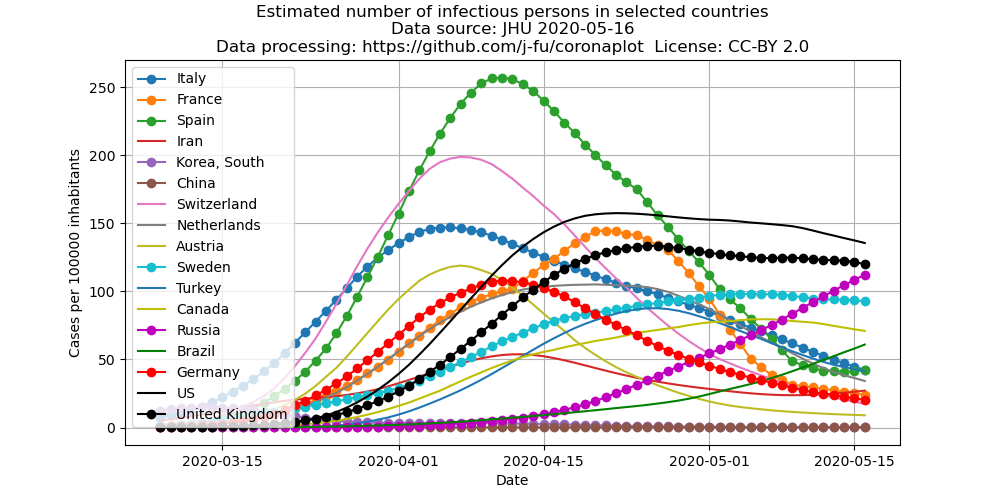 Estimated number of infectious persons in selected countries
Data source: JHU 2020-05-16
Data processing: https://github.com/j-fu/coronaplot  License: CC-BY 2.0
Cases per 100000 inhabitants
250
200
150
100
50
0
Italy
France
Spain
Iran
Korea, South
China
Switzerland
Netherlands
Austria
Sweden
Turkey
Canada
Russia
Brazil
Germany
US
United Kingdom
2020-03-15
2020-04-01
2020-04-15
2020-05-01
2020-05-15
Date